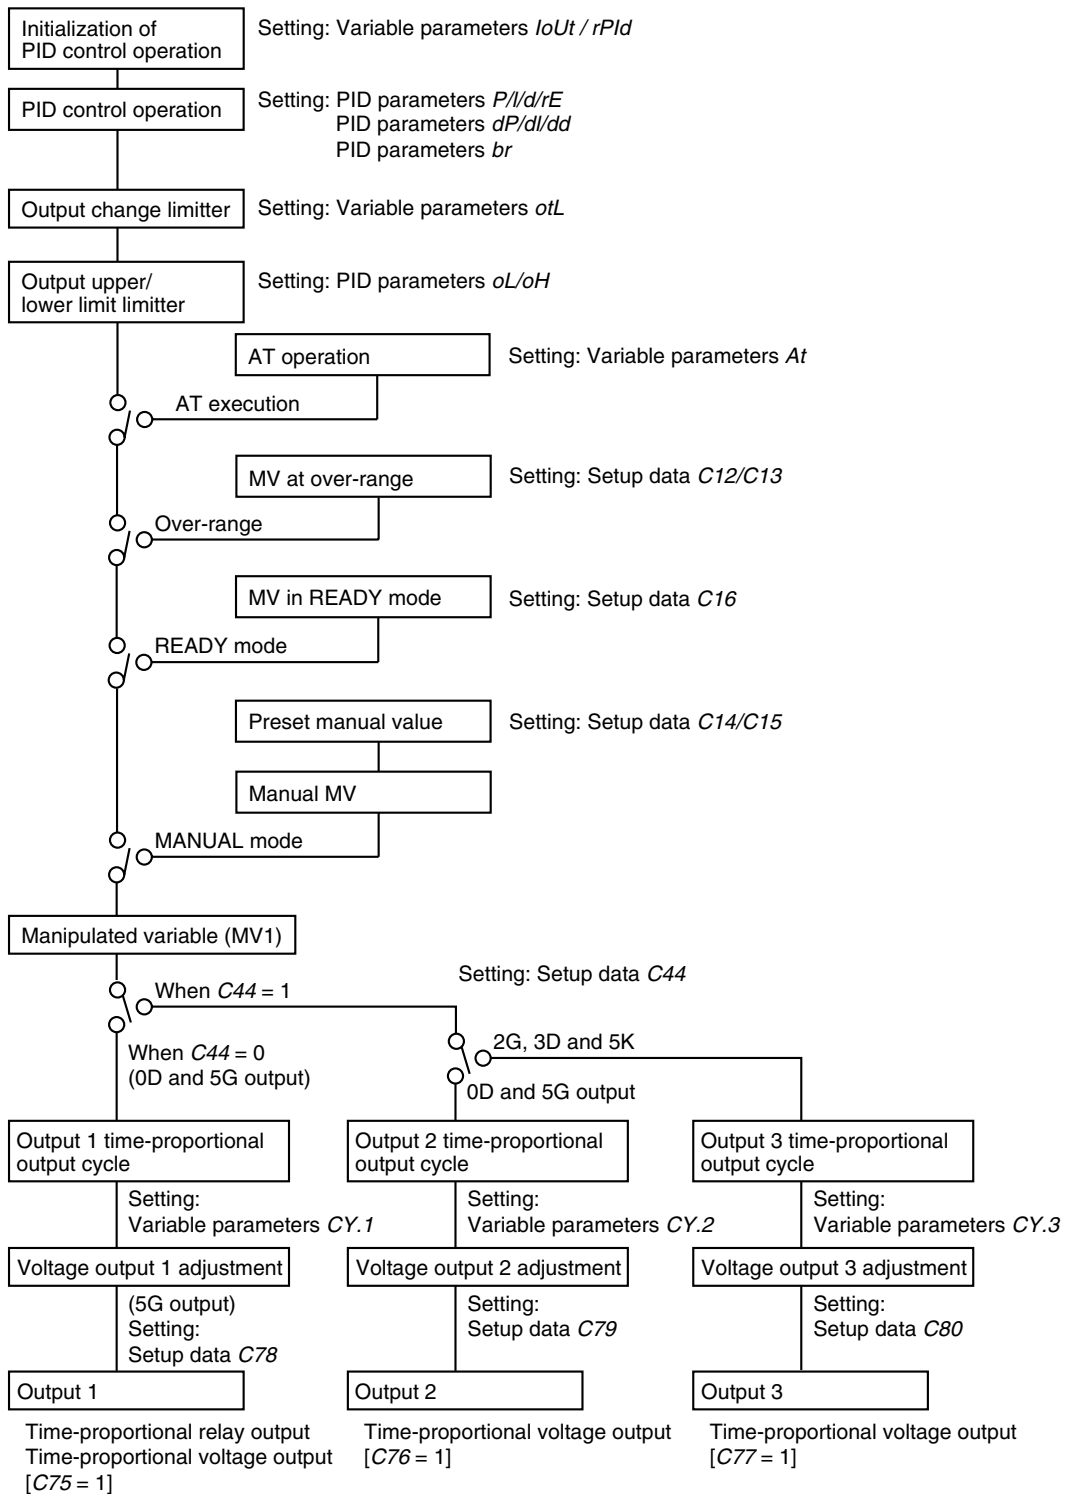 Initialization of
PID control operation
Setting: Variable parameters IoUt / rPId
PID control operation
Setting: PID parameters P/I/d/rE
PID parameters dP/dI/dd
PID parameters br
Output change limitter
Setting: Variable parameters otL
Output upper/
lower limit limitter
Setting: PID parameters oL/oH
AT operation
Setting: Variable parameters At
AT execution
MV at over-range
Setting: Setup data C12/C13
Over-range
MV in READY mode
Setting: Setup data C16
READY mode
Preset manual value
Setting: Setup data C14/C15
Manual MV
MANUAL mode
Manipulated variable (MV1)
Setting: Setup data C44
When C44 = 1
2G, 3D and 5K
When C44 = 0
(0D and 5G output)
0D and 5G output
Output 1 time-proportional
output cycle
Output 2 time-proportional
output cycle
Output 3 time-proportional
output cycle
Setting:
Variable parameters CY.1
Setting:
Variable parameters CY.2
Setting:
Variable parameters CY.3
Voltage output 1 adjustment
Voltage output 2 adjustment
Voltage output 3 adjustment
(5G output)
Setting:
Setup data C78
Setting:
Setup data C79
Setting:
Setup data C80
Output 1
Output 2
Output 3
Time-proportional relay output
Time-proportional voltage output
[C75 = 1]
Time-proportional voltage output
[C76 = 1]
Time-proportional voltage output
[C77 = 1]